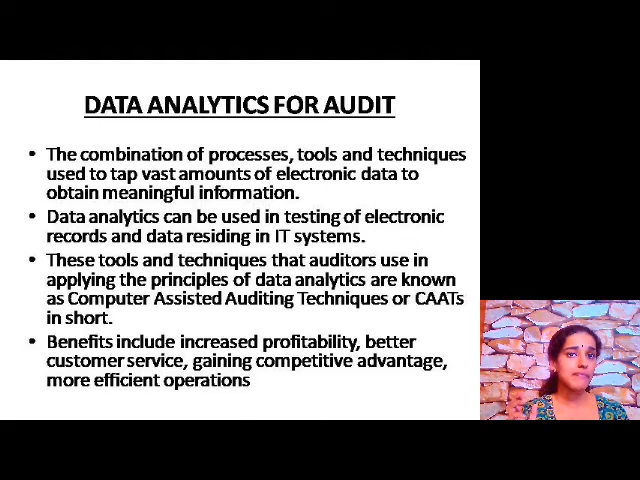 DATA ANALYTICS FOR AUDIT
• The combination of processes, tools and techniques
used to tap vast amounts of electronic data to
obtain meaningful information.
• Data analytics can be used in testing of electronic
records and data residing in IT systems.
• These tools and techniques that auditors use in
applying the principles of data analytics are known
as Computer Assisted Auditing Techniques or CAATs
in short.
• Benefits include increased profitability, better
customer service, gaining competitive advantage,
more efficient operations